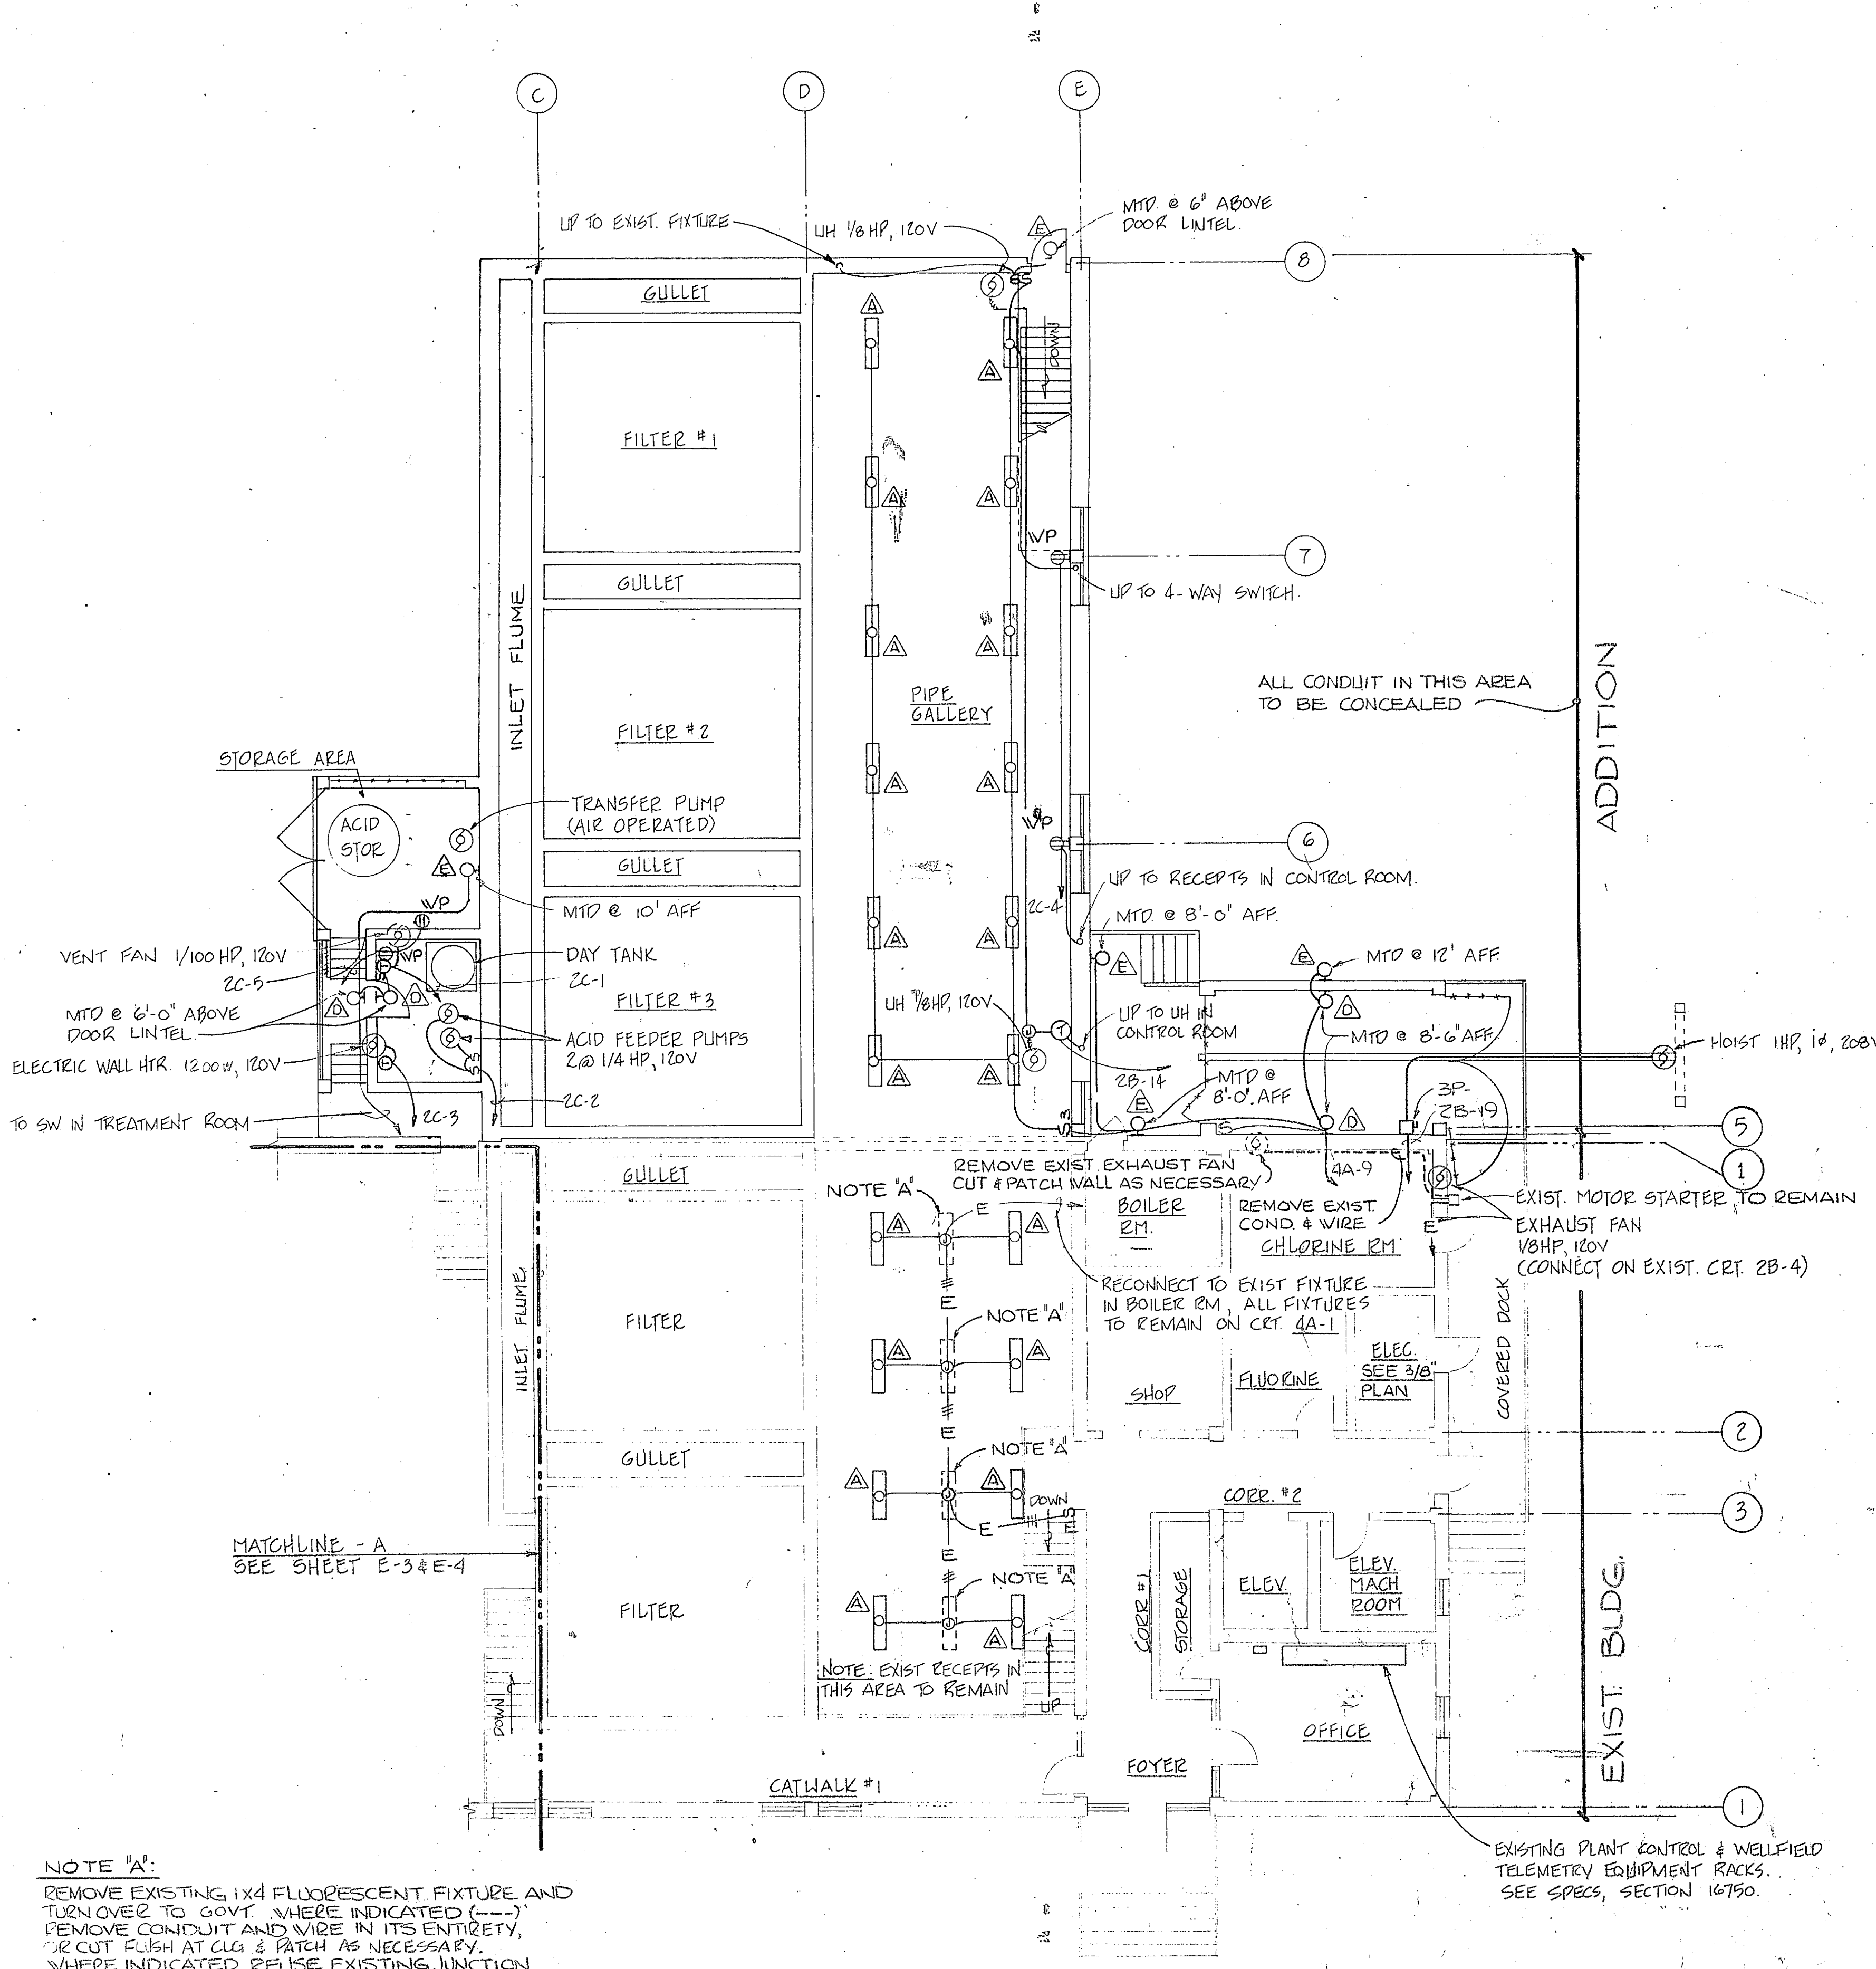 C
D
E
UP TO EXIST. FIXTURE
UH 1/8 HP, 120V
E
MTD. @ 6" ABOVE
DOOR LINTEL.
8
GULLET
A
DOWN
A
FILTER #1
A
A
WP
7
UP TO 4-WAY SWITCH.
GULLET
INLET FLUME
A
A
PIPE
GALLERY
ALL CONDUIT IN THIS AREA
TO BE CONCEALED
ADDITION
FILTER #2
STORAGE AREA
A
A
TRANSFER PUMP
(AIR OPERATED)
ACID
STOR
WP
6
E
GULLET
UP TO RECEPTS IN CONTROL ROOM.
WP
MTD @ 10' AFF
2C-4
MTD. @ 8'-0" AFF.
A
A
VENT FAN 1/100 HP, 120V
WP
DAY TANK
E
E
MTD @ 12' AFF.
2C-5
2C-1
MTD @ 6'-0" ABOVE
DOOR LINTEL.
D
D
FILTER #3
UH 1/8HP, 120V
UP TO UH IN
CONTROL ROOM
D
MTD @ 8'-6" AFF.
ACID FEEDER PUMPS
2@ 1/4 HP, 120V
T
HOIST 1HP, 1ø, 208V
ELECTRIC WALL HTR. 1200W, 120V
A
A
2B-14
MTD @
8'-0". AFF
3P-
2B-19
2C-2
E
TO SW. IN TREATMENT ROOM
2C-3
S3
S
D
5
REMOVE EXIST. EXHAUST FAN
CUT & PATCH WALL AS NECESSARY
4A-9
1
GULLET
NOTE "A"
E
BOILER
RM.
REMOVE EXIST.
COND. & WIRE
EXIST. MOTOR STARTER, TO REMAIN
A
A
CHLORINE RM
E
EXHAUST FAN
1/8HP, 120V
(CONNECT ON EXIST. CRT. 2B-4)
RECONNECT TO EXIST FIXTURE
IN BOILER RM, ALL FIXTURES
TO REMAIN ON CRT. 4A-1
E
NOTE "A"
FILTER
INLET FLUME
A
A
ELEC.
SEE 3/8"
PLAN
COVERED DOCK
SHOP
FLUORINE
E
2
NOTE "A"
GULLET
A
A
DOWN
CORR. #2
3
E
MATCHLINE - A
SEE SHEET E-3 & E-4
E
NOTE "A"
CORR #1
STORAGE
ELEV.
ELEV.
MACH
ROOM
FILTER
A
A
EXIST. BLDG.
NOTE: EXIST RECEPTS IN
THIS AREA TO REMAIN
UP
DOWN
OFFICE
FOYER
CATWALK #1
1
EXISTING PLANT CONTROL & WELLFIELD
TELEMETRY EQUIPMENT RACKS.
SEE SPECS, SECTION 16750.
NOTE "A":
REMOVE EXISTING 1X4 FLUORESCENT FIXTURE AND
TURN OVER TO GOVT. WHERE INDICATED (---)
REMOVE CONDUIT AND WIRE IN ITS ENTIRETY,
OR CUT FLUSH AT CLG & PATCH AS NECESSARY.
WHERE INDICATED REUSE EXISTING JUNCTION